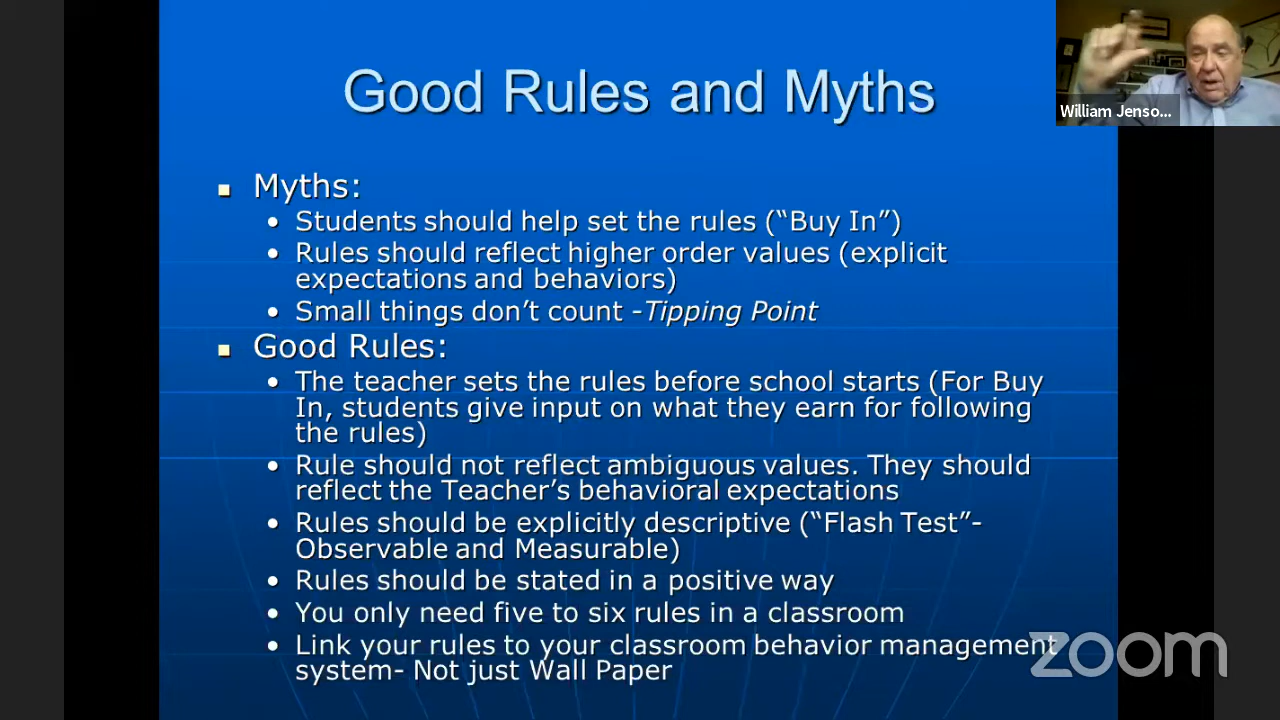 Good Rules and Myths
William Jenso...
Myths:
Students should help set the rules (“Buy In”)
Rules should reflect higher order values (explicit
expectations and behaviors)
Small things don’t count -Tipping Point
Good Rules:
The teacher sets the rules before school starts (For Buy
In, students give input on what they earn for following
the rules)
Rule should not reflect ambiguous values. They should
reflect the Teacher’s behavioral expectations
Rules should be explicitly descriptive (“Flash Test”-
Observable and Measurable)
Rules should be stated in a positive way
You only need five to six rules in a classroom
Link your rules to your classroom behavior management
system- Not just Wall Paper
zoom